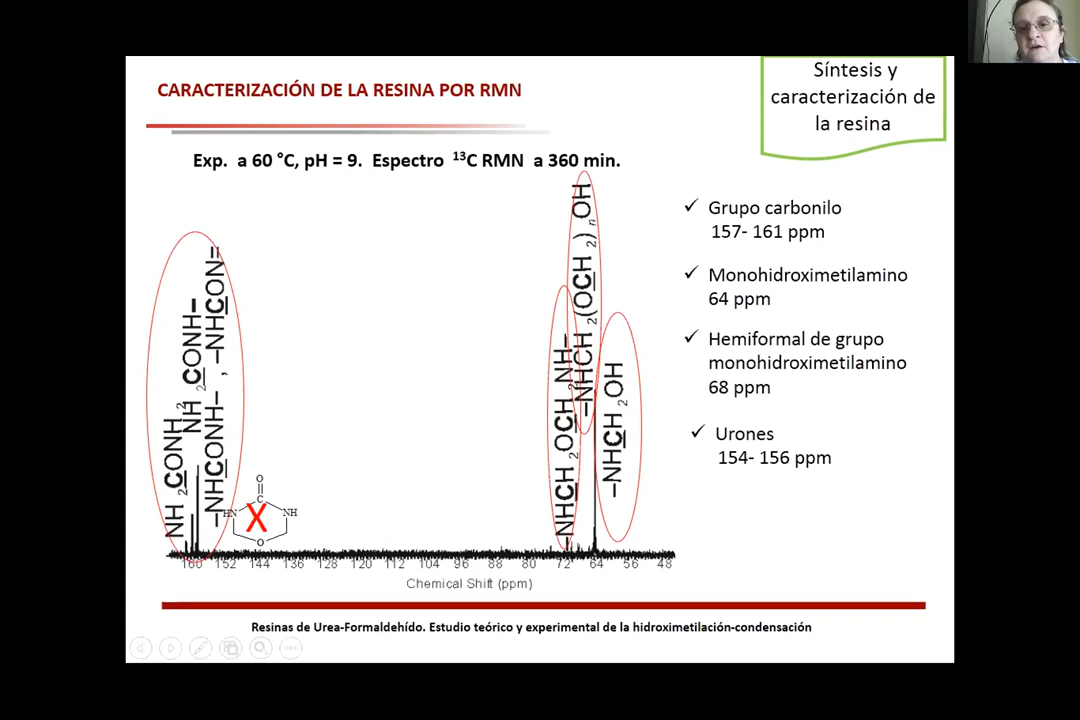 CARACTERIZACIÓN DE LA RESINA POR RMN
Síntesis y
caracterización de
la resina
Exp. a 60 °C, pH = 9. Espectro 13C RMN a 360 min.
NH2CONH2
NH2CONH–
–NHCONH– , –NHCON=
O
C
HN
NH
O
X
–NHCH2OCH2NH–
–NHCH2(OCH2)nOH
–NHCH2OH
160 152 144 136 128 120 112 104 96 88 80 72 64 56 48
Chemical Shift (ppm)
✓ Grupo carbonilo
157- 161 ppm
✓ Monohidroximetilamino
64 ppm
✓ Hemiformal de grupo
monohidroximetilamino
68 ppm
✓ Urones
154- 156 ppm
Resinas de Urea-Formaldehído. Estudio teórico y experimental de la hidroximetilación-condensación